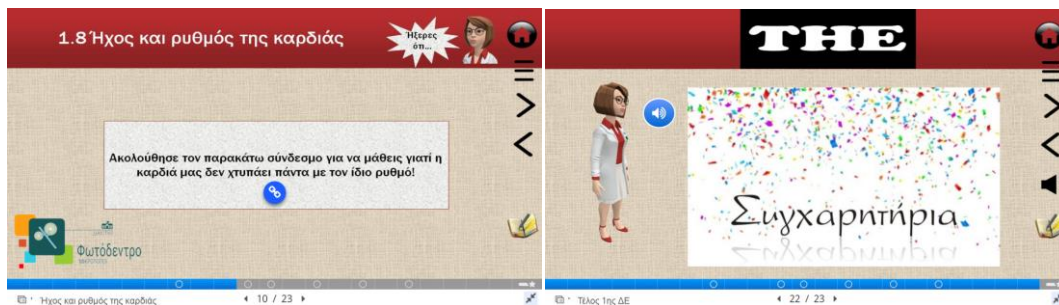 1.8 Ήχος και ρυθμός της καρδιάς
Ήξερες
ότι...
Ακολούθησε τον παρακάτω σύνδεσμο για να μάθεις γιατί η
καρδιά μας δεν χτυπάει πάντα με τον ίδιο ρυθμό!
Φωτόδεντρο
Ήχος και ρυθμός της καρδιάς
10 / 23
THE
Συγχαρητήρια
Τέλος 1ης ΔΕ
22 / 23